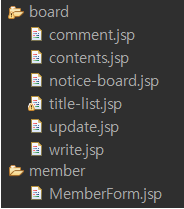 board
comment.jsp
contents.jsp
notice-board.jsp
title-list.jsp
update.jsp
write.jsp
member
MemberForm.jsp